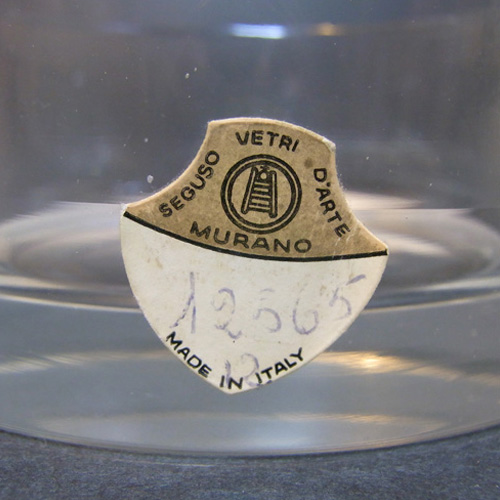 SEGUSO VETRI D'ARTE
MURANO
12565
MADE IN ITALY